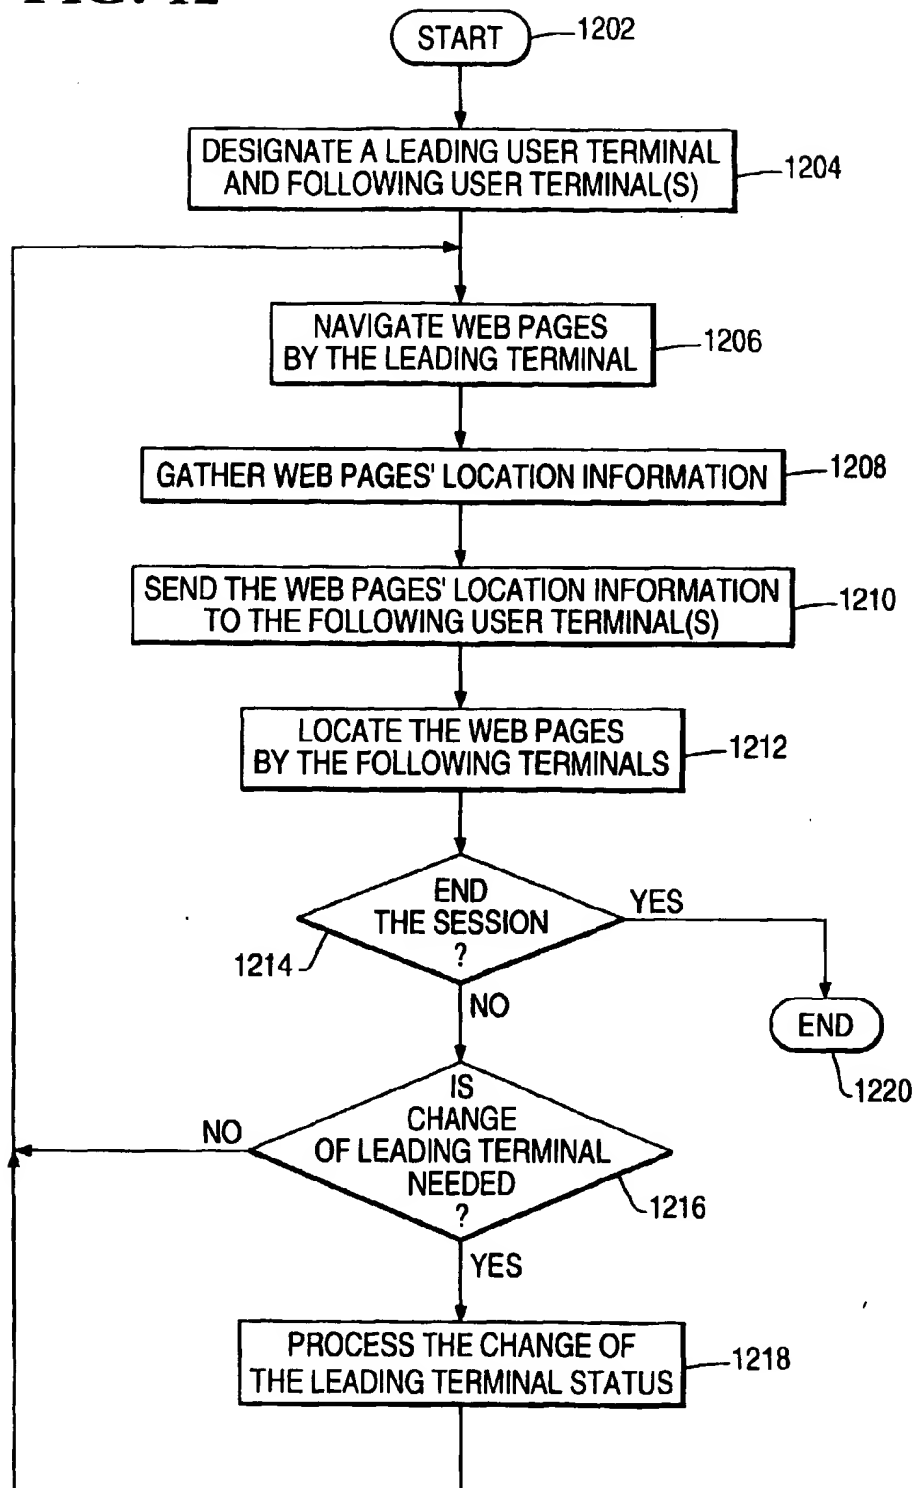 FIG. 12
START
1202
DESIGNATE A LEADING USER TERMINAL
AND FOLLOWING USER TERMINAL(S)
1204
NAVIGATE WEB PAGES
BY THE LEADING TERMINAL
1206
GATHER WEB PAGES' LOCATION INFORMATION
1208
SEND THE WEB PAGES' LOCATION INFORMATION
TO THE FOLLOWING USER TERMINAL(S)
1210
LOCATE THE WEB PAGES
BY THE FOLLOWING TERMINALS
1212
END
THE SESSION
?
YES
1214
NO
END
1220
IS
CHANGE
OF LEADING TERMINAL
NEEDED
?
NO
1216
YES
PROCESS THE CHANGE OF
THE LEADING TERMINAL STATUS
1218